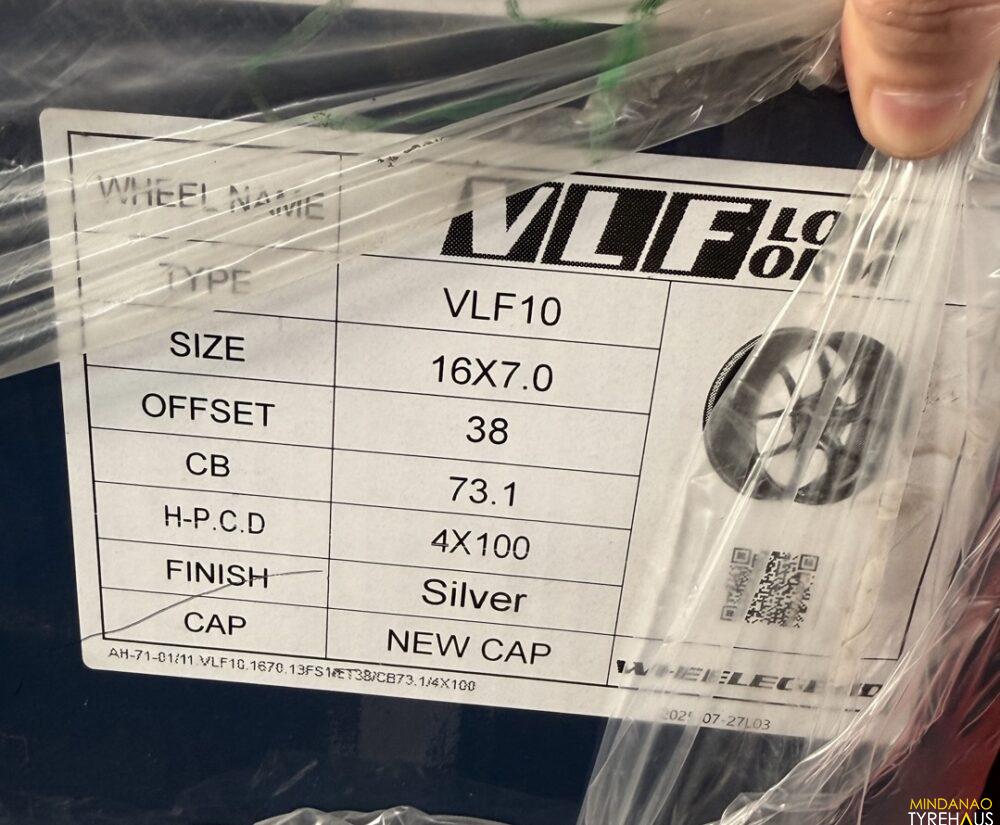 WHEEL NAME
VLF
TYPE
VLF10
SIZE
16X7.0
OFFSET
38
CB
73.1
H-P.C.D
4X100
FINISH
Silver
CAP
NEW CAP
MINDANAO
TYREHAUS